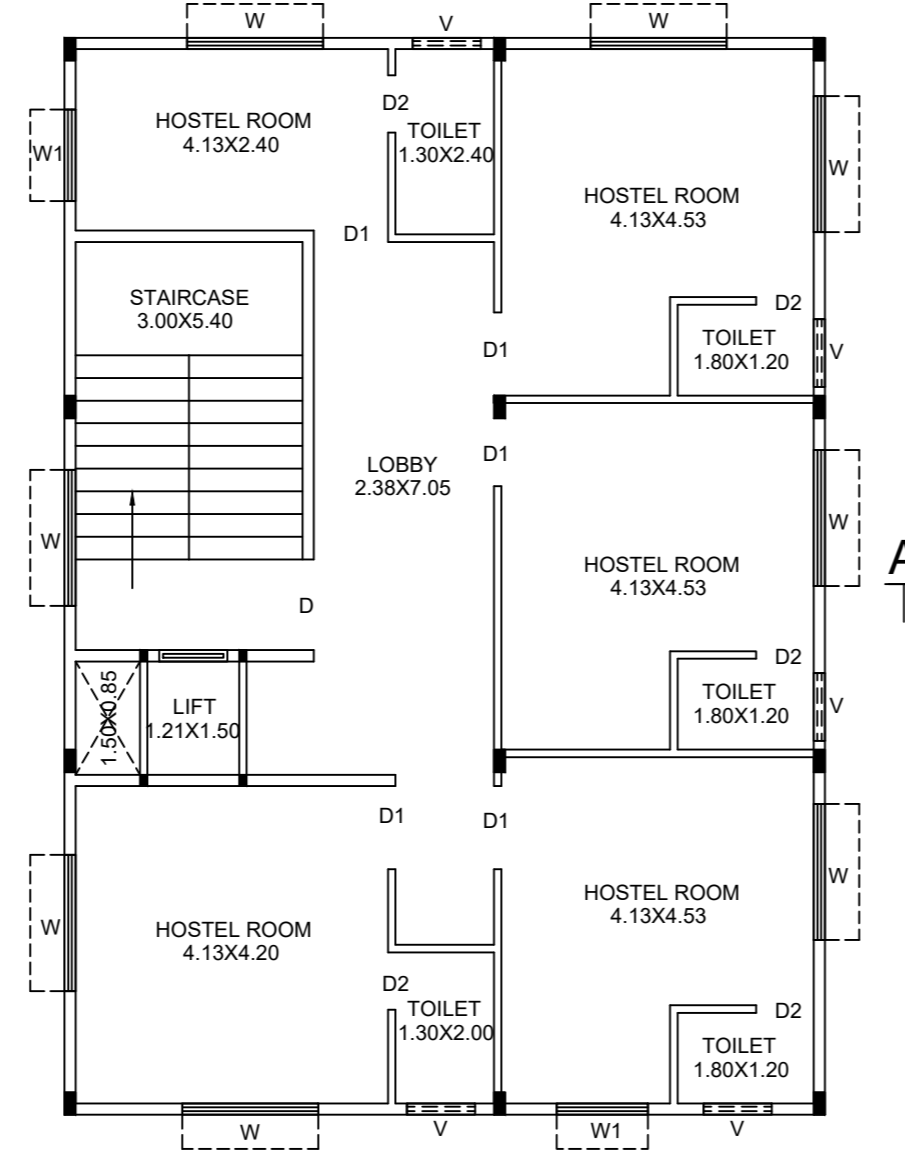 W
V
W
HOSTEL ROOM
4.13X2.40
D2
TOILET
1.30X2.40
W1
W
HOSTEL ROOM
4.13X4.53
D1
STAIRCASE
3.00X5.40
D2
TOILET
1.80X1.20
D1
V
LOBBY
2.38X7.05
D1
W
W
HOSTEL ROOM
4.13X4.53
A
D
D2
TOILET
1.80X1.20
V
1.50X0.85
LIFT
1.21X1.50
D1
D1
W
HOSTEL ROOM
4.13X4.53
W
HOSTEL ROOM
4.13X4.20
D2
TOILET
1.30X2.00
D2
TOILET
1.80X1.20
W
V
W1
V